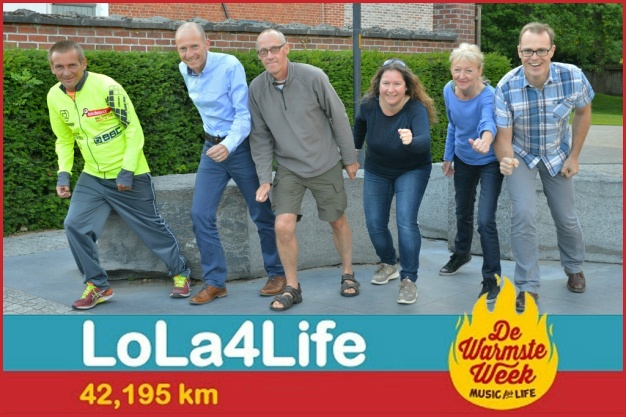 LoLa4Life
42,195 km
De
Warmste
Week
MUSIC For LIFE